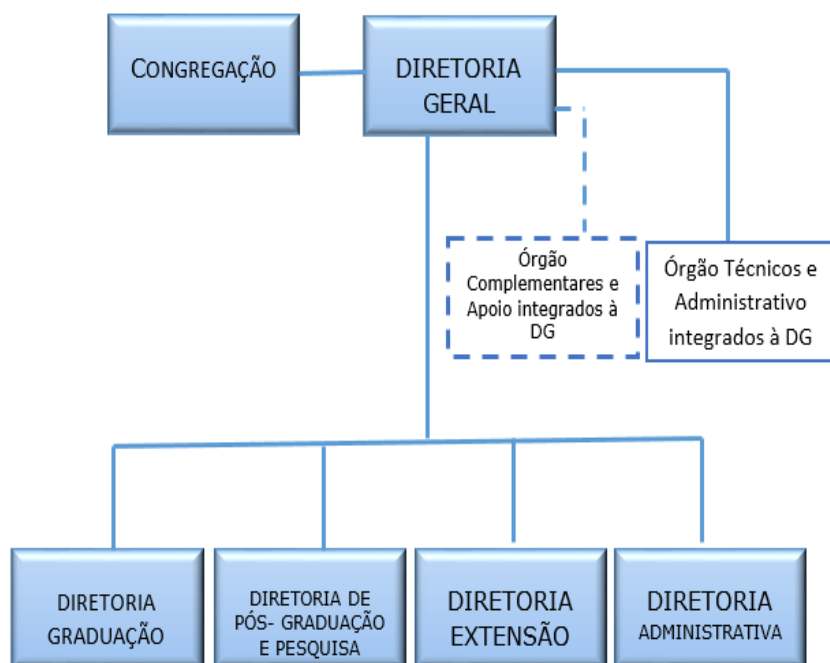 CONGREGAÇÃO
DIRETORIA
GERAL
Órgão
Complementares e
Apoio integrados à
DG
Órgão Técnicos e
Administrativo
integrados à DG
DIRETORIA
GRADUAÇÃO
DIRETORIA DE
PÓS- GRADUAÇÃO
E PESQUISA
DIRETORIA
EXTENSÃO
DIRETORIA
ADMINISTRATIVA